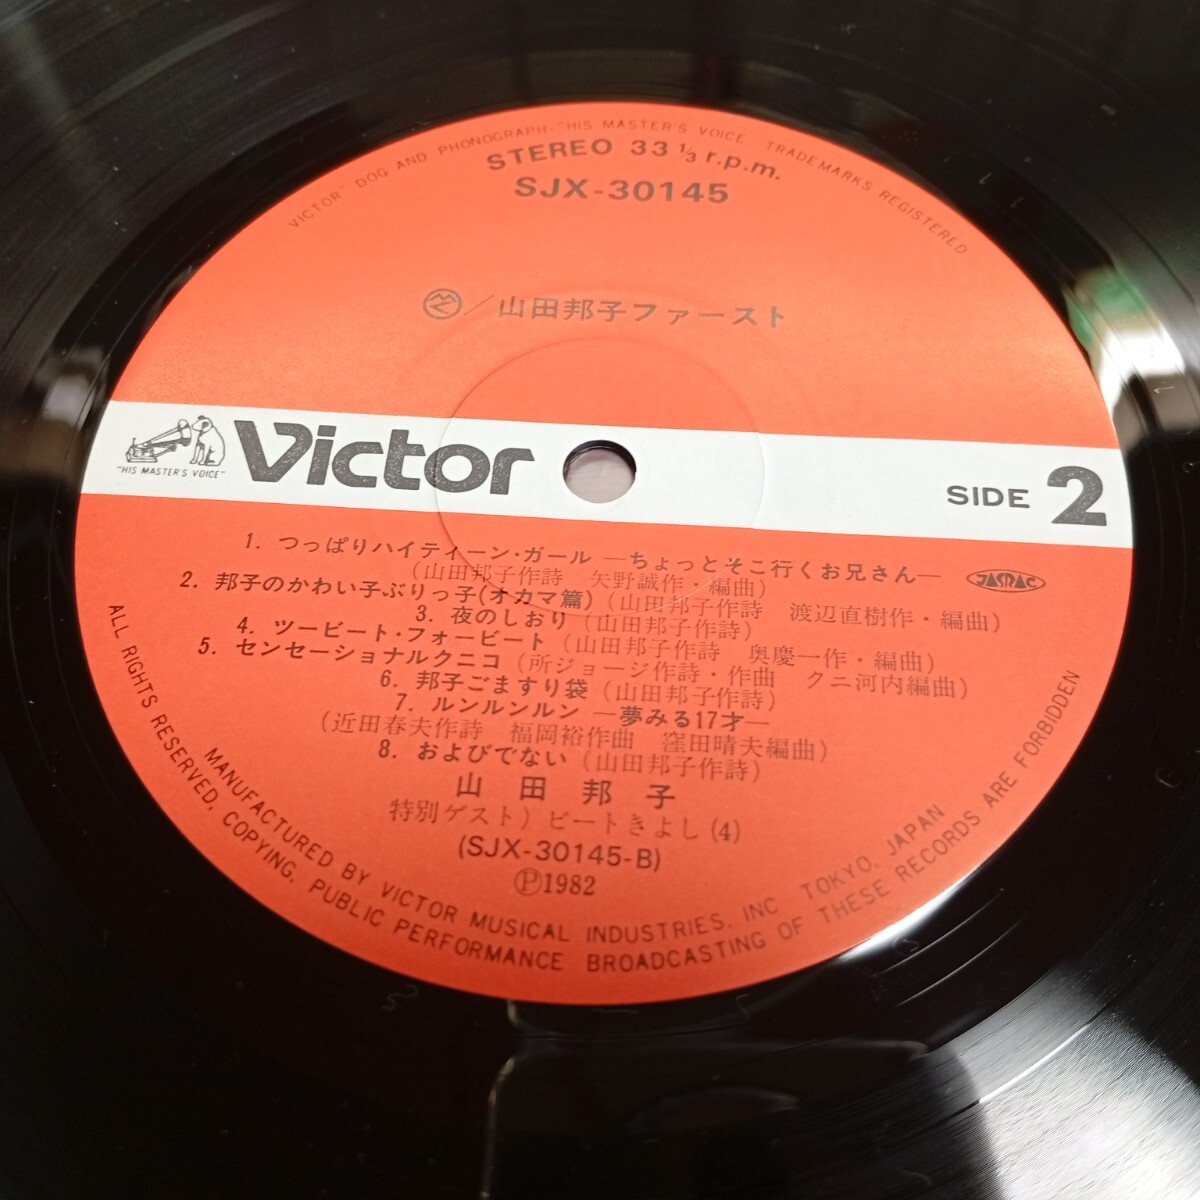 "VICTOR" DOG AND PHONOGRAPH-"HIS MASTER'S VOICE" TRADEMARKS REGISTERED
STEREO 33 1/3 r.p.m.
SJX-30145
/山田邦子ファースト
"HIS MASTER'S VOICE"
Victor
SIDE 2
1. つっぱりハイティーン・ガール —ちょっとそこ行くお兄さん—
(山田邦子作詩 矢野誠作・編曲)
JASRAC
2. 邦子のかわい子ぶりっ子(オカマ篇) (山田邦子作詩 渡辺直樹作・編曲)
3. 夜のしおり (山田邦子作詩)
4. ツービート・フォービート (山田邦子作詩 奥慶一作・編曲)
5. センセーショナルクニコ (所ジョージ作詩・作曲 クニ河内編曲)
6. 邦子ごますり袋 (山田邦子作詩)
7. ルンルンルン —夢みる17才—
(近田春夫作詩 福岡裕作曲 窪田晴夫編曲)
8. およびでない (山田邦子作詩)
山田邦子
特別ゲスト) ビートきよし (4)
(SJX-30145-B)
Ⓟ1982
MANUFACTURED BY VICTOR MUSICAL INDUSTRIES, INC. TOKYO, JAPAN
ALL RIGHTS RESERVED, COPYING, PUBLIC PERFORMANCE BROADCASTING OF THESE RECORDS ARE FORBIDDEN